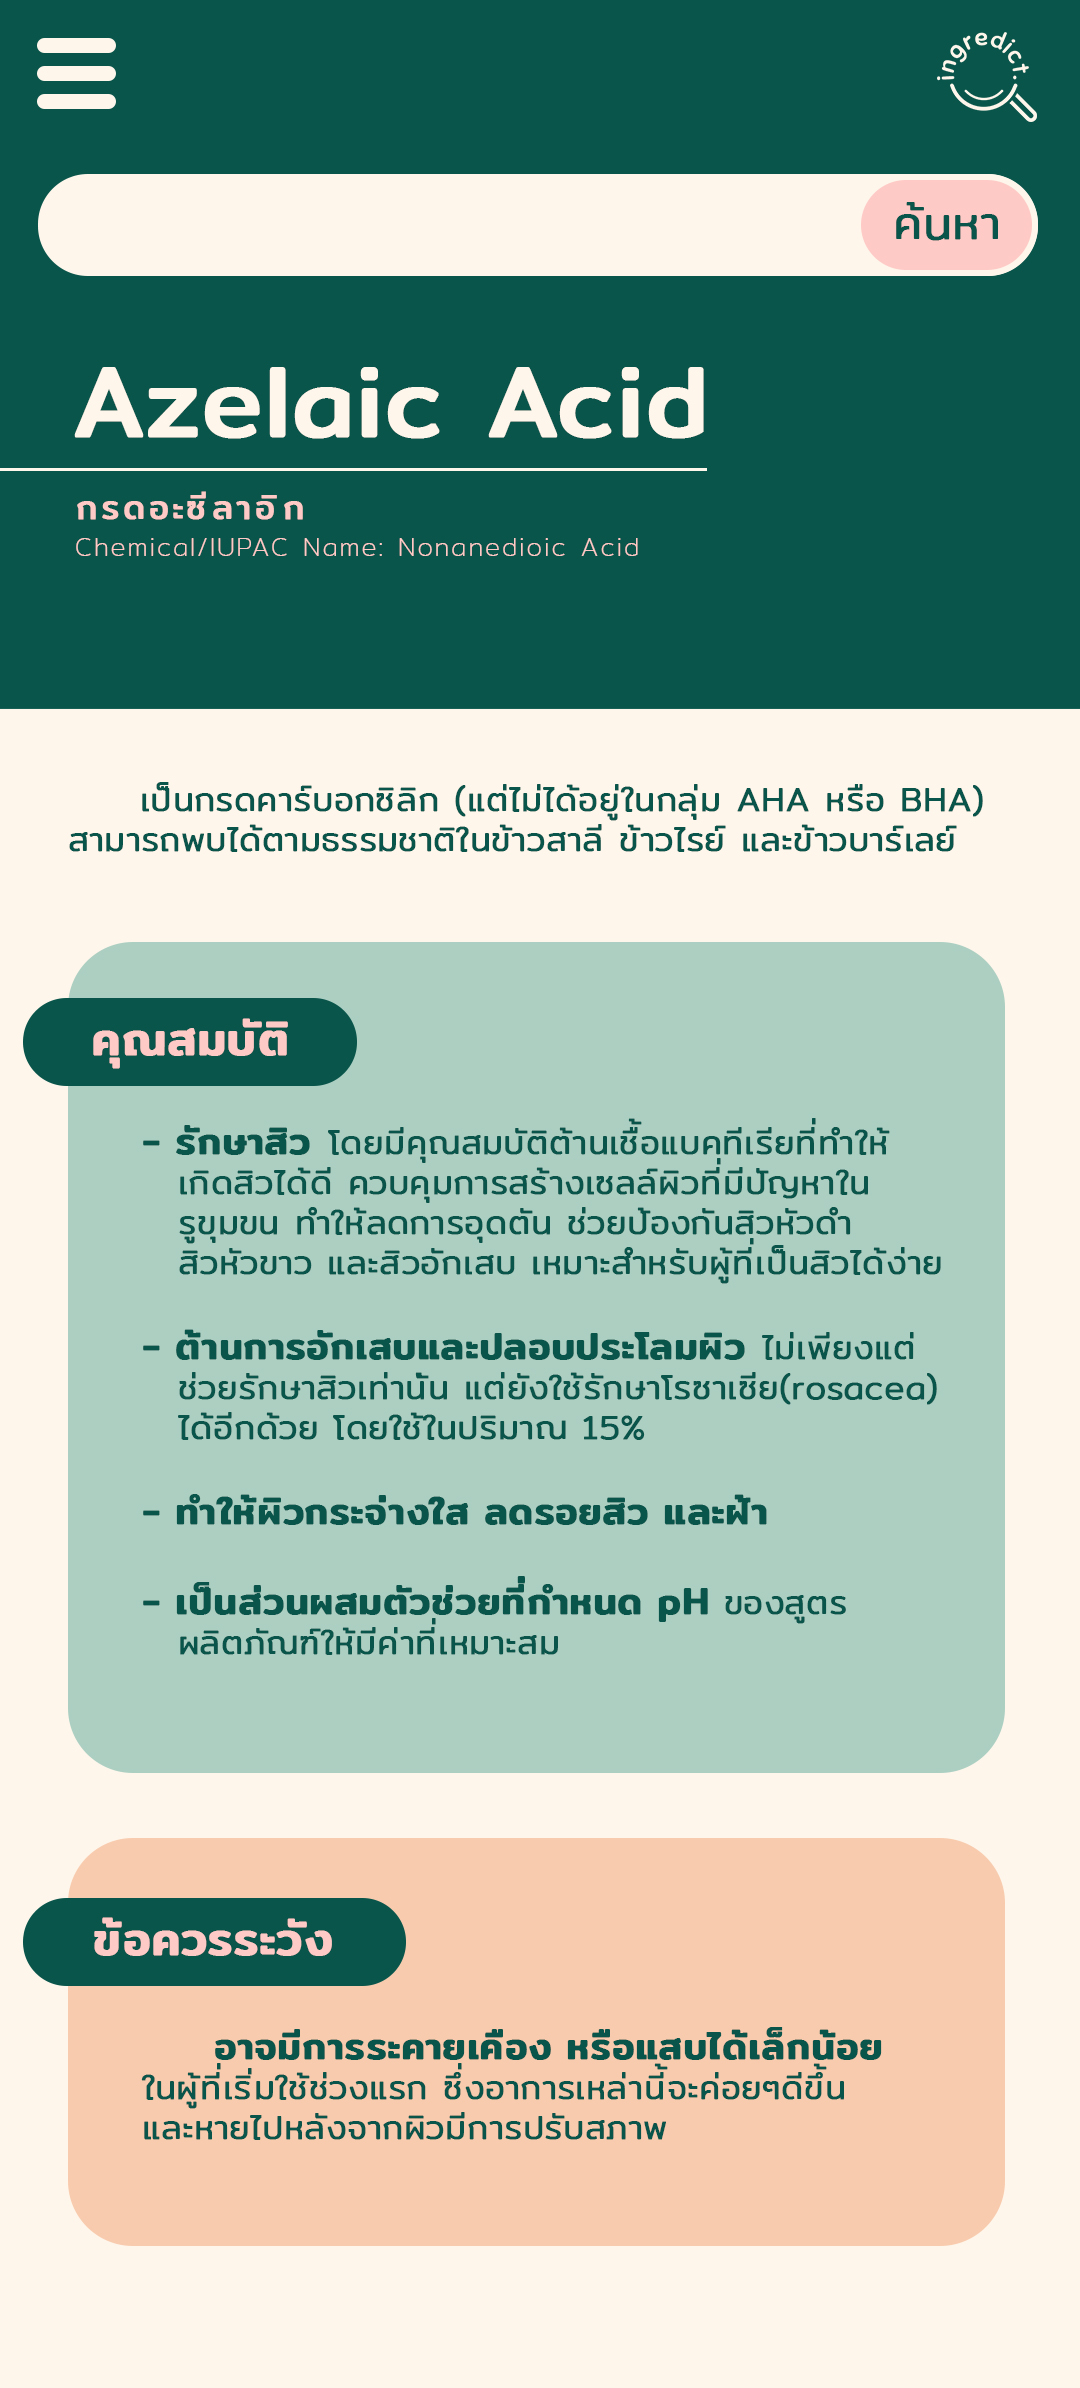 ingredict.
ค้นหา
Azelaic Acid
กรดอะซีลาอิก
Chemical/IUPAC Name: Nonanedioic Acid
เป็นกรดคาร์บอกซิลิก (แต่ไม่ได้อยู่ในกลุ่ม AHA หรือ BHA)
สามารถพบได้ตามธรรมชาติในข้าวสาลี ข้าวไรย์ และข้าวบาร์เลย์
คุณสมบัติ
- รักษาสิว โดยมีคุณสมบัติต้านเชื้อแบคทีเรียที่ทำให้
เกิดสิวได้ดี ควบคุมการสร้างเซลล์ผิวที่มีปัญหาใน
รูขุมขน ทำให้ลดการอุดตัน ช่วยป้องกันสิวหัวดำ
สิวหัวขาว และสิวอักเสบ เหมาะสำหรับผู้ที่เป็นสิวได้ง่าย
- ต้านการอักเสบและปลอบประโลมผิว ไม่เพียงแต่
ช่วยรักษาสิวเท่านั้น แต่ยังใช้รักษาโรซาเซีย(rosacea)
ได้อีกด้วย โดยใช้ในปริมาณ 15%
- ทำให้ผิวกระจ่างใส ลดรอยสิว และฝ้า
- เป็นส่วนผสมตัวช่วยที่กำหนด pH ของสูตร
ผลิตภัณฑ์ให้มีค่าที่เหมาะสม
ข้อควรระวัง
อาจมีการระคายเคือง หรือแสบได้เล็กน้อย
ในผู้ที่เริ่มใช้ช่วงแรก ซึ่งอาการเหล่านี้จะค่อยๆดีขึ้น
และหายไปหลังจากผิวมีการปรับสภาพ